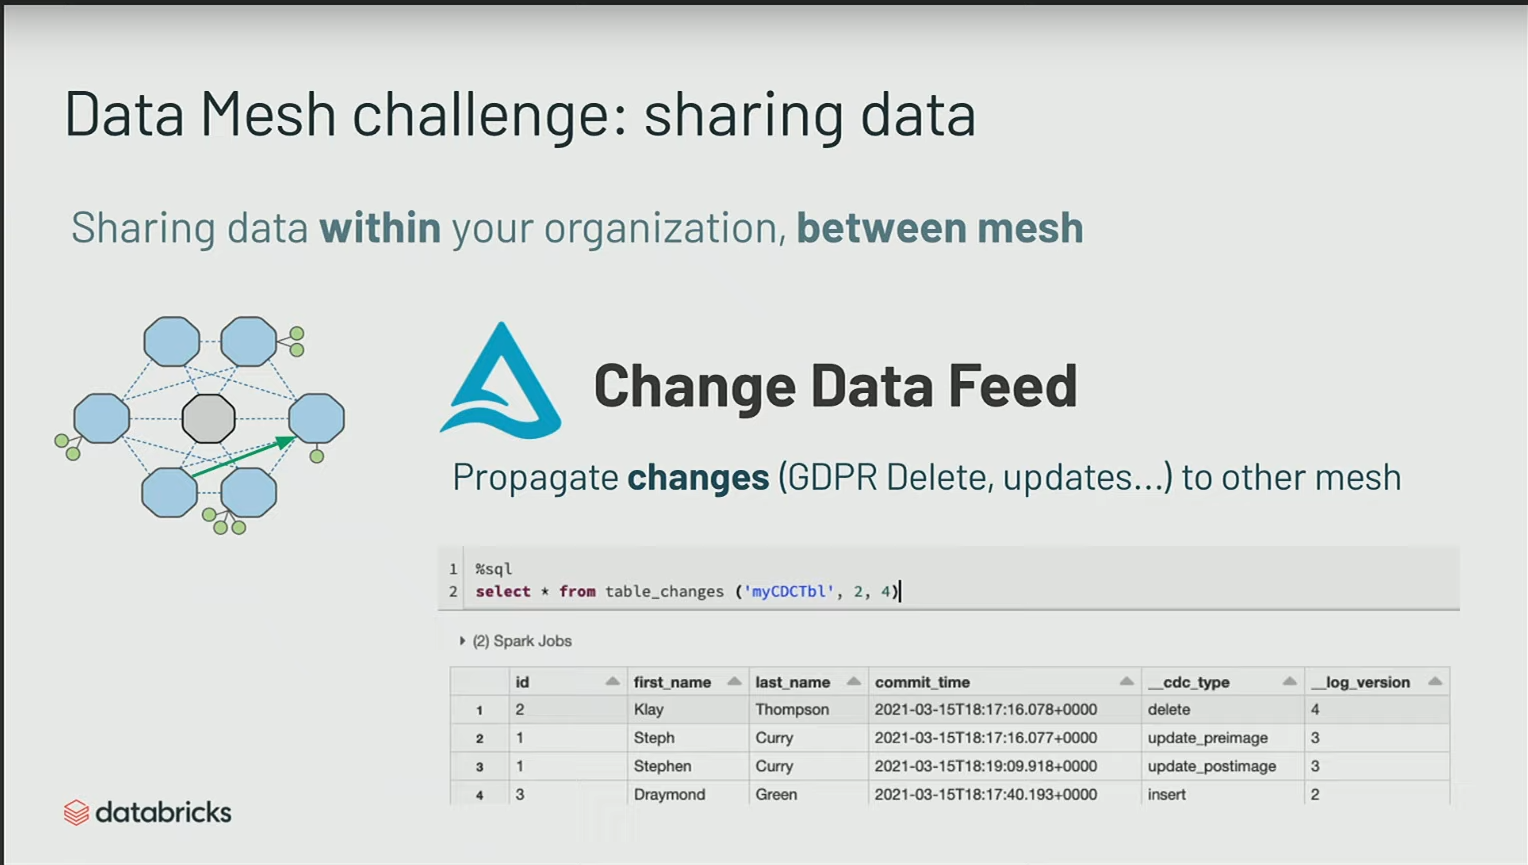 Data Mesh challenge: sharing data
Sharing data within your organization, between mesh
Change Data Feed
Propagate changes (GDPR Delete, updates...) to other mesh
1 %sql
2 select * from table_changes ('myCDCTbl', 2, 4)
(2) Spark Jobs
id first_name last_name commit_time __cdc_type __log_version
1 2 Klay Thompson 2021-03-15T18:17:16.078+0000 delete 4
2 1 Steph Curry 2021-03-15T18:17:16.077+0000 update_preimage 3
3 1 Stephen Curry 2021-03-15T18:19:09.918+0000 update_postimage 3
4 3 Draymond Green 2021-03-15T18:17:40.193+0000 insert 2
databricks